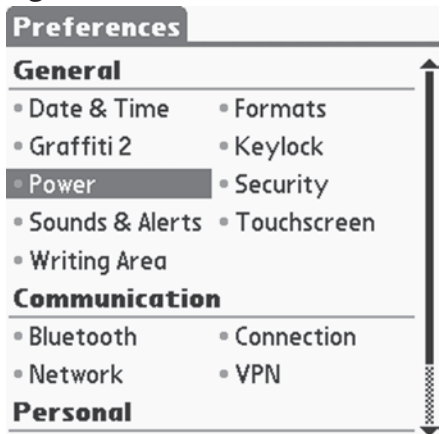 Preferences
General
• Date & Time • Formats
• Graffiti 2 • Keylock
• Power • Security
• Sounds & Alerts • Touchscreen
• Writing Area
Communication
• Bluetooth • Connection
• Network • VPN
Personal